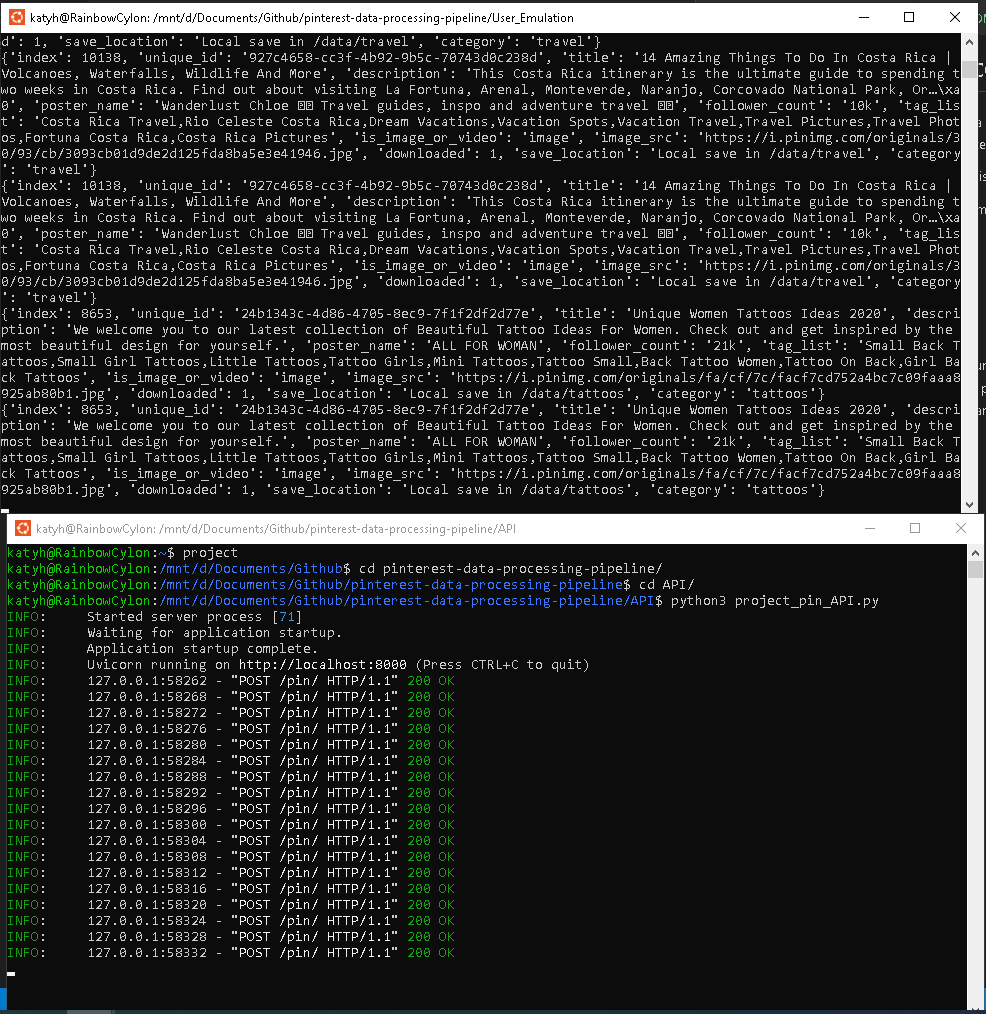 katyh@RainbowCylon: /mnt/d/Documents/Github/pinterest-data-processing-pipeline/User_Emulation
d': 1, 'save_location': 'Local save in /data/travel', 'category': 'travel'}
{'index': 10138, 'unique_id': '927c4658-cc3f-4b92-9b5c-70743d0c238d', 'title': '14 Amazing Things To Do In Costa Rica |
Volcanoes, Waterfalls, Wildlife And More', 'description': 'This Costa Rica itinerary is the ultimate guide to spending t
wo weeks in Costa Rica. Find out about visiting La Fortuna, Arenal, Monteverde, Naranjo, Corcovado National Park, Or…\xa
0', 'poster_name': 'Wanderlust Chloe Travel guides, inspo and adventure travel ', 'follower_count': '10k', 'tag_lis
t': 'Costa Rica Travel,Rio Celeste Costa Rica,Dream Vacations,Vacation Spots,Vacation Travel,Travel Pictures,Travel Phot
os,Fortuna Costa Rica,Costa Rica Pictures', 'is_image_or_video': 'image', 'image_src': 'https://i.pinimg.com/originals/3
0/93/cb/3093cb01d9de2d125fda8ba5e3e41946.jpg', 'downloaded': 1, 'save_location': 'Local save in /data/travel', 'category
': 'travel'}
{'index': 10138, 'unique_id': '927c4658-cc3f-4b92-9b5c-70743d0c238d', 'title': '14 Amazing Things To Do In Costa Rica |
Volcanoes, Waterfalls, Wildlife And More', 'description': 'This Costa Rica itinerary is the ultimate guide to spending t
wo weeks in Costa Rica. Find out about visiting La Fortuna, Arenal, Monteverde, Naranjo, Corcovado National Park, Or…\xa
0', 'poster_name': 'Wanderlust Chloe Travel guides, inspo and adventure travel ', 'follower_count': '10k', 'tag_lis
t': 'Costa Rica Travel,Rio Celeste Costa Rica,Dream Vacations,Vacation Spots,Vacation Travel,Travel Pictures,Travel Phot
os,Fortuna Costa Rica,Costa Rica Pictures', 'is_image_or_video': 'image', 'image_src': 'https://i.pinimg.com/originals/3
0/93/cb/3093cb01d9de2d125fda8ba5e3e41946.jpg', 'downloaded': 1, 'save_location': 'Local save in /data/travel', 'category
': 'travel'}
{'index': 8653, 'unique_id': '24b1343c-4d86-4705-8ec9-7f1f2df2d77e', 'title': 'Unique Women Tattoos Ideas 2020', 'descri
ption': 'We welcome you to our latest collection of Beautiful Tattoo Ideas For Women. Check out and get inspired by the
most beautiful design for yourself.', 'poster_name': 'ALL FOR WOMAN', 'follower_count': '21k', 'tag_list': 'Small Back T
attoos,Small Girl Tattoos,Little Tattoos,Tattoo Girls,Mini Tattoos,Tattoo Small,Back Tattoo Women,Tattoo On Back,Girl Ba
ck Tattoos', 'is_image_or_video': 'image', 'image_src': 'https://i.pinimg.com/originals/fa/cf/7c/facf7cd752a4bc7c09faaa8
925ab80b1.jpg', 'downloaded': 1, 'save_location': 'Local save in /data/tattoos', 'category': 'tattoos'}
{'index': 8653, 'unique_id': '24b1343c-4d86-4705-8ec9-7f1f2df2d77e', 'title': 'Unique Women Tattoos Ideas 2020', 'descri
ption': 'We welcome you to our latest collection of Beautiful Tattoo Ideas For Women. Check out and get inspired by the
most beautiful design for yourself.', 'poster_name': 'ALL FOR WOMAN', 'follower_count': '21k', 'tag_list': 'Small Back T
attoos,Small Girl Tattoos,Little Tattoos,Tattoo Girls,Mini Tattoos,Tattoo Small,Back Tattoo Women,Tattoo On Back,Girl Ba
ck Tattoos', 'is_image_or_video': 'image', 'image_src': 'https://i.pinimg.com/originals/fa/cf/7c/facf7cd752a4bc7c09faaa8
925ab80b1.jpg', 'downloaded': 1, 'save_location': 'Local save in /data/tattoos', 'category': 'tattoos'}
katyh@RainbowCylon: /mnt/d/Documents/Github/pinterest-data-processing-pipeline/API
katyh@RainbowCylon:~$ project
katyh@RainbowCylon:/mnt/d/Documents/Github$ cd pinterest-data-processing-pipeline/
katyh@RainbowCylon:/mnt/d/Documents/Github/pinterest-data-processing-pipeline$ cd API/
katyh@RainbowCylon:/mnt/d/Documents/Github/pinterest-data-processing-pipeline/API$ python3 project_pin_API.py
INFO: Started server process [71]
INFO: Waiting for application startup.
INFO: Application startup complete.
INFO: Uvicorn running on http://localhost:8000 (Press CTRL+C to quit)
INFO: 127.0.0.1:58262 - "POST /pin/ HTTP/1.1" 200 OK
INFO: 127.0.0.1:58268 - "POST /pin/ HTTP/1.1" 200 OK
INFO: 127.0.0.1:58272 - "POST /pin/ HTTP/1.1" 200 OK
INFO: 127.0.0.1:58276 - "POST /pin/ HTTP/1.1" 200 OK
INFO: 127.0.0.1:58280 - "POST /pin/ HTTP/1.1" 200 OK
INFO: 127.0.0.1:58284 - "POST /pin/ HTTP/1.1" 200 OK
INFO: 127.0.0.1:58288 - "POST /pin/ HTTP/1.1" 200 OK
INFO: 127.0.0.1:58292 - "POST /pin/ HTTP/1.1" 200 OK
INFO: 127.0.0.1:58296 - "POST /pin/ HTTP/1.1" 200 OK
INFO: 127.0.0.1:58300 - "POST /pin/ HTTP/1.1" 200 OK
INFO: 127.0.0.1:58304 - "POST /pin/ HTTP/1.1" 200 OK
INFO: 127.0.0.1:58308 - "POST /pin/ HTTP/1.1" 200 OK
INFO: 127.0.0.1:58312 - "POST /pin/ HTTP/1.1" 200 OK
INFO: 127.0.0.1:58316 - "POST /pin/ HTTP/1.1" 200 OK
INFO: 127.0.0.1:58320 - "POST /pin/ HTTP/1.1" 200 OK
INFO: 127.0.0.1:58324 - "POST /pin/ HTTP/1.1" 200 OK
INFO: 127.0.0.1:58328 - "POST /pin/ HTTP/1.1" 200 OK
INFO: 127.0.0.1:58332 - "POST /pin/ HTTP/1.1" 200 OK